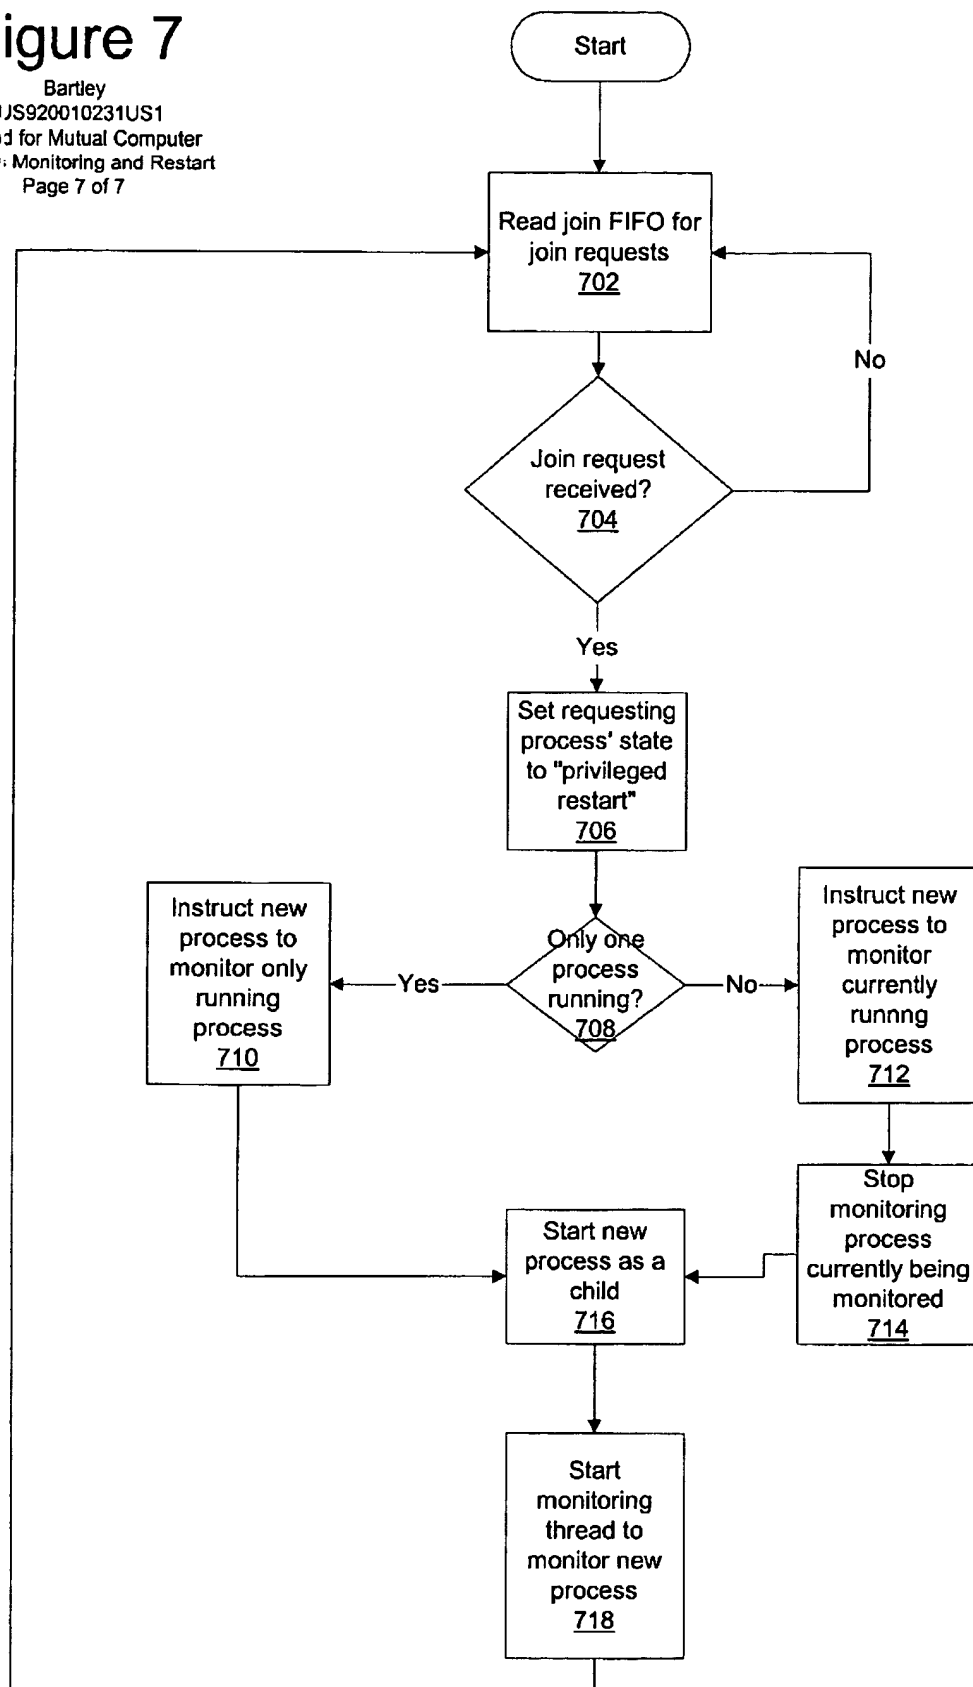 igure 7
Bartley
US920010231US1
d for Mutual Computer
Monitoring and Restart
Page 7 of 7
Start
Read join FIFO for
join requests
702
No
Join request
received?
704
Yes
Set requesting
process' state
to "privileged
restart"
706
Instruct new
process to
monitor only
running
process
710
Yes
Only one
process
running?
708
No
Instruct new
process to
monitor
currently
runnng
process
712
Stop
monitoring
process
currently being
monitored
714
Start new
process as a
child
716
Start
monitoring
thread to
monitor new
process
718